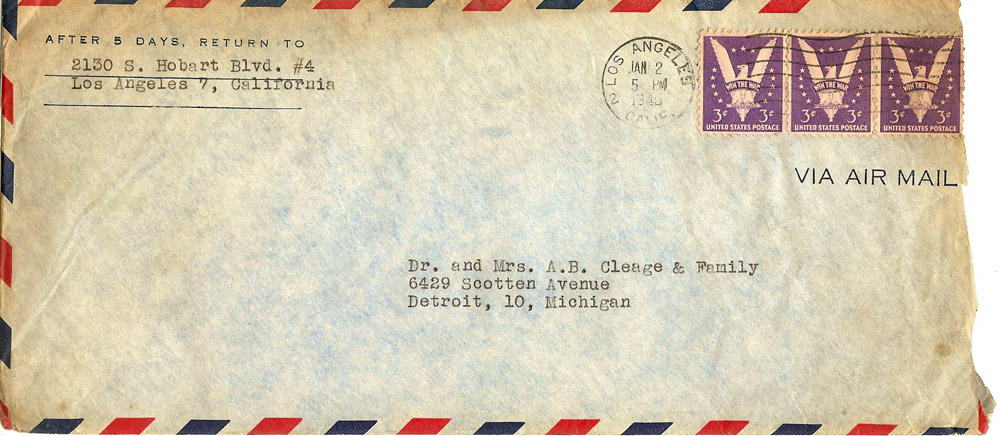 AFTER 5 DAYS, RETURN TO
2130 S. Hobart Blvd. #4
Los Angeles 7, California
LOS ANGELES
JAN 2
5 PM
CALIF.
WIN THE WAR
3¢ 3¢
UNITED STATES POSTAGE
WIN THE WAR
3¢ 3¢
UNITED STATES POSTAGE
WIN THE WAR
3¢ 3¢
UNITED STATES POSTAGE
VIA AIR MAIL
Dr. and Mrs. A.B. Cleage & Family
6429 Scotten Avenue
Detroit, 10, Michigan